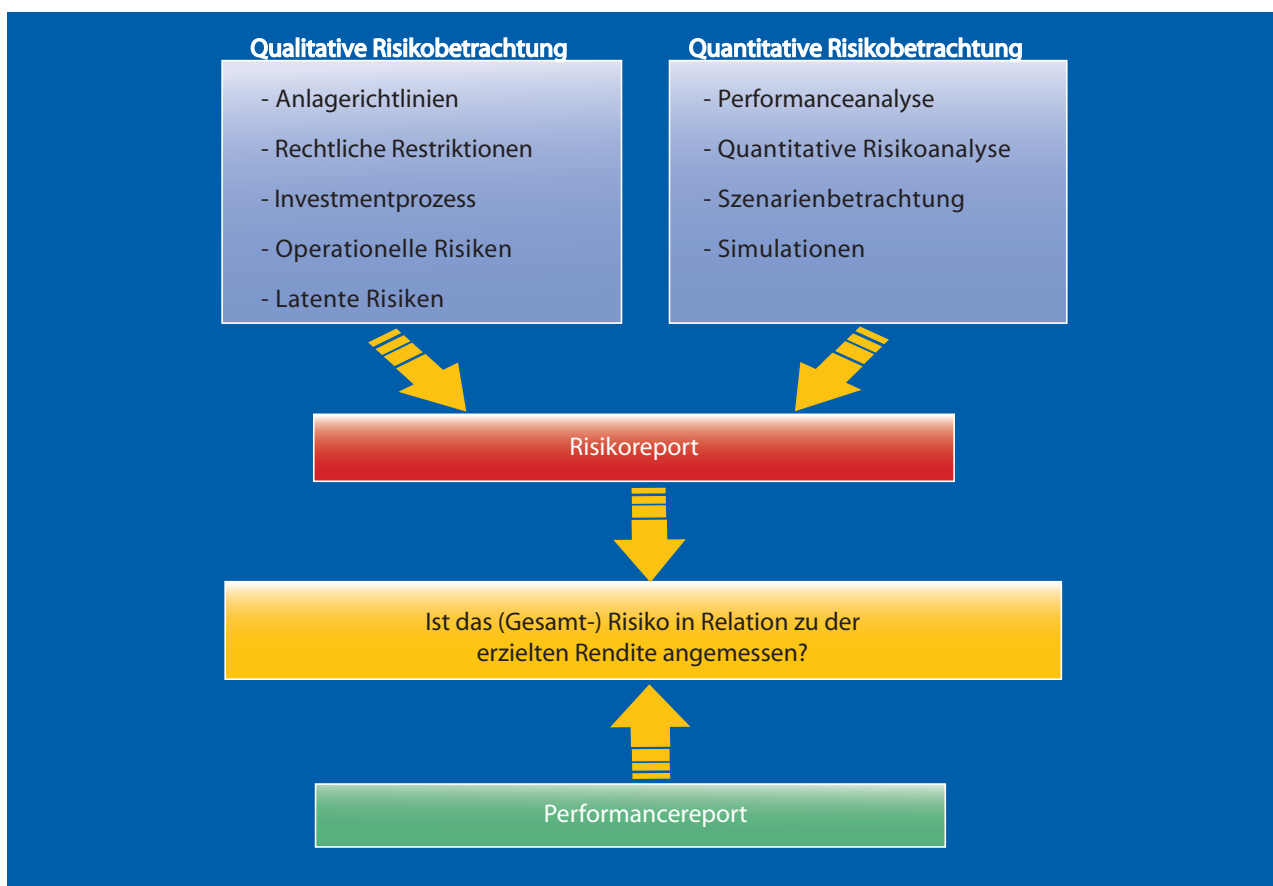 Qualitative Risikobetrachtung
- Anlagerichtlinien
- Rechtliche Restriktionen
- Investmentprozess
- Operationelle Risiken
- Latente Risiken
Quantitative Risikobetrachtung
- Performanceanalyse
- Quantitative Risikoanalyse
- Szenarienbetrachtung
- Simulationen
Risikoreport
Ist das (Gesamt-) Risiko in Relation zu der
erzielten Rendite angemessen?
Performancereport